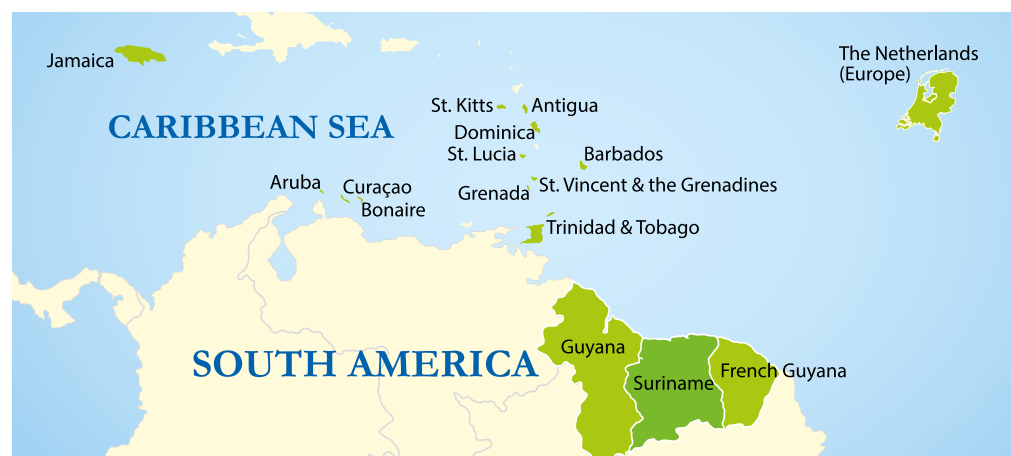 The Netherlands
(Europe)
Jamaica
St. Kitts
Antigua
CARIBBEAN SEA
Dominica
St. Lucia
Barbados
Aruba
Curaçao
St. Vincent & the Grenadines
Grenada
Bonaire
Trinidad & Tobago
Guyana
SOUTH AMERICA
French Guyana
Suriname